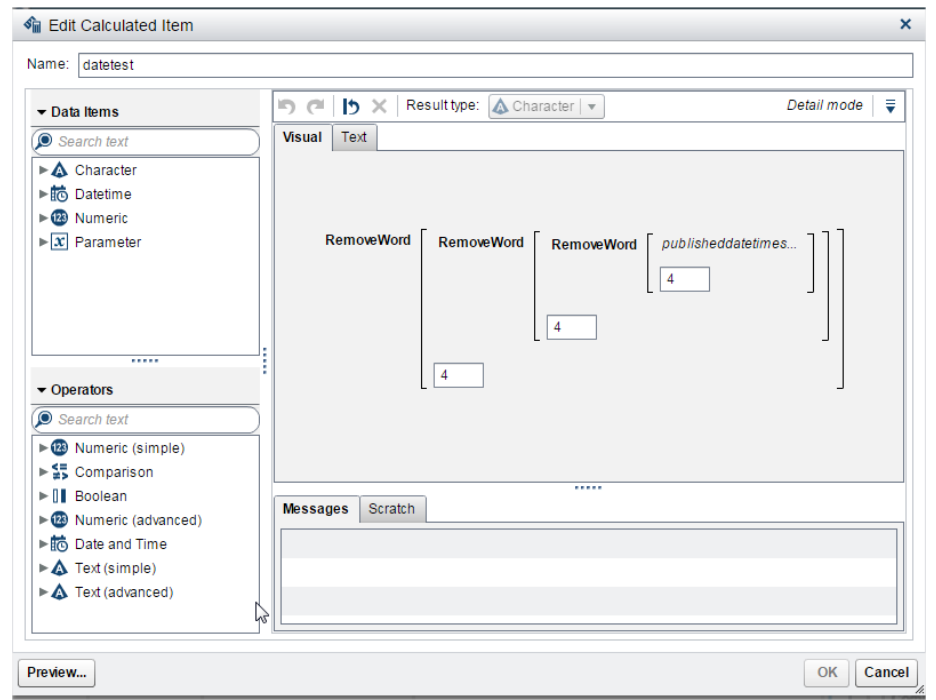 Edit Calculated Item
Name: datetest
Data Items
Search text
Character
Datetime
Numeric
Parameter
Operators
Search text
Numeric (simple)
Comparison
Boolean
Numeric (advanced)
Date and Time
Text (simple)
Text (advanced)
Result type: Character
Detail mode
Visual Text
RemoveWord RemoveWord RemoveWord publisheddatetimes...
4
4
4
Messages Scratch
Preview... OK Cancel